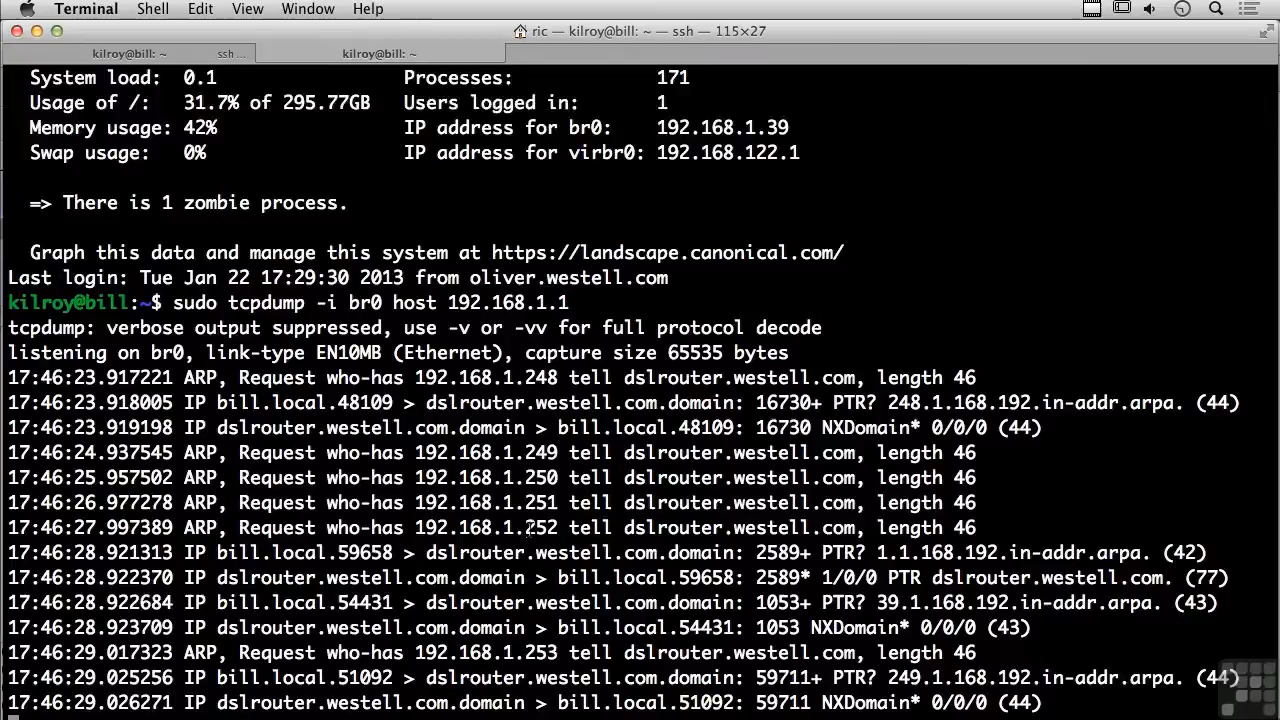 Terminal Shell Edit View Window Help
ric — kilroy@bill: ~ — ssh — 115×27
kilroy@bill: ~ ssh... kilroy@bill: ~
System load: 0.1 Processes: 171
Usage of /: 31.7% of 295.77GB Users logged in: 1
Memory usage: 42% IP address for br0: 192.168.1.39
Swap usage: 0% IP address for virbr0: 192.168.122.1
=> There is 1 zombie process.
Graph this data and manage this system at https://landscape.canonical.com/
Last login: Tue Jan 22 17:29:30 2013 from oliver.westell.com
kilroy@bill:~$ sudo tcpdump -i br0 host 192.168.1.1
tcpdump: verbose output suppressed, use -v or -vv for full protocol decode
listening on br0, link-type EN10MB (Ethernet), capture size 65535 bytes
17:46:23.917221 ARP, Request who-has 192.168.1.248 tell dslrouter.westell.com, length 46
17:46:23.918005 IP bill.local.48109 > dslrouter.westell.com.domain: 16730+ PTR? 248.1.168.192.in-addr.arpa. (44)
17:46:23.919198 IP dslrouter.westell.com.domain > bill.local.48109: 16730 NXDomain* 0/0/0 (44)
17:46:24.937545 ARP, Request who-has 192.168.1.249 tell dslrouter.westell.com, length 46
17:46:25.957502 ARP, Request who-has 192.168.1.250 tell dslrouter.westell.com, length 46
17:46:26.977278 ARP, Request who-has 192.168.1.251 tell dslrouter.westell.com, length 46
17:46:27.997389 ARP, Request who-has 192.168.1.252 tell dslrouter.westell.com, length 46
17:46:28.921313 IP bill.local.59658 > dslrouter.westell.com.domain: 2589+ PTR? 1.1.168.192.in-addr.arpa. (42)
17:46:28.922370 IP dslrouter.westell.com.domain > bill.local.59658: 2589* 1/0/0 PTR dslrouter.westell.com. (77)
17:46:28.922684 IP bill.local.54431 > dslrouter.westell.com.domain: 1053+ PTR? 39.1.168.192.in-addr.arpa. (43)
17:46:28.923709 IP dslrouter.westell.com.domain > bill.local.54431: 1053 NXDomain* 0/0/0 (43)
17:46:29.017323 ARP, Request who-has 192.168.1.253 tell dslrouter.westell.com, length 46
17:46:29.025256 IP bill.local.51092 > dslrouter.westell.com.domain: 59711+ PTR? 249.1.168.192.in-addr.arpa. (44)
17:46:29.026271 IP dslrouter.westell.com.domain > bill.local.51092: 59711 NXDomain* 0/0/0 (44)